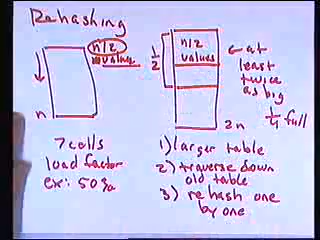 Rehashing
n/2
values
n
7 cells
load factor
ex: 50%
1/2
n/2
values
2n
← at
least
twice
as big
1/4 full
1) larger table
2) traverse down
old table
3) rehash one
by one